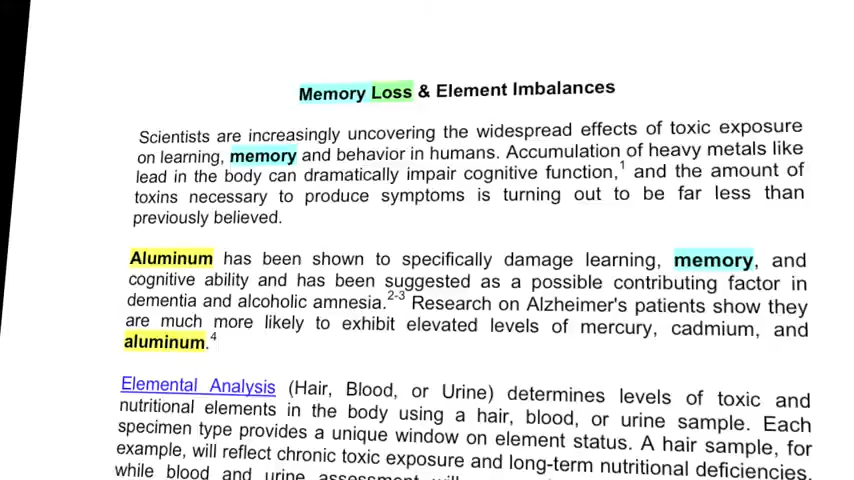 Memory Loss & Element Imbalances
Scientists are increasingly uncovering the widespread effects of toxic exposure
on learning, memory and behavior in humans. Accumulation of heavy metals like
lead in the body can dramatically impair cognitive function,1 and the amount of
toxins necessary to produce symptoms is turning out to be far less than
previously believed.
Aluminum has been shown to specifically damage learning, memory, and
cognitive ability and has been suggested as a possible contributing factor in
dementia and alcoholic amnesia.2-3 Research on Alzheimer's patients show they
are much more likely to exhibit elevated levels of mercury, cadmium, and
aluminum.4
Elemental Analysis (Hair, Blood, or Urine) determines levels of toxic and
nutritional elements in the body using a hair, blood, or urine sample. Each
specimen type provides a unique window on element status. A hair sample, for
example, will reflect chronic toxic exposure and long-term nutritional deficiencies,
while blood and urine assessment will